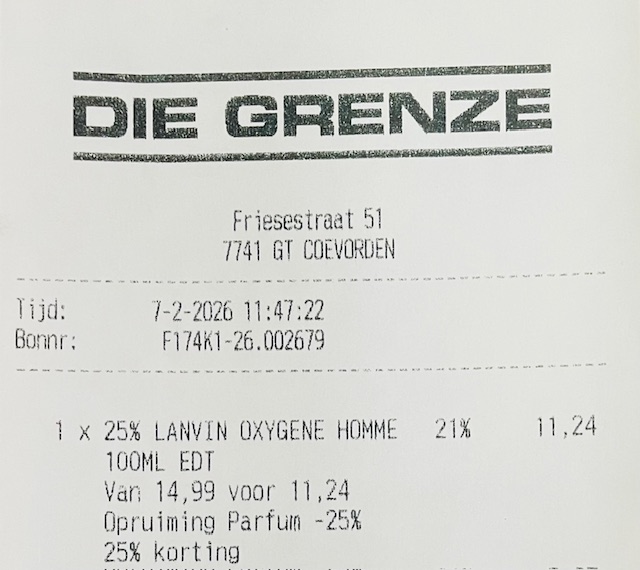 DIE GRENZE
Friesestraat 51
7741 GT COEVORDEN
Tijd: 7-2-2026 11:47:22
Bonnr: F174K1-26.002679
1 x 25% LANVIN OXYGENE HOMME 21% 11,24
100ML EDT
Van 14,99 voor 11,24
Opruiming Parfum -25%
25% korting